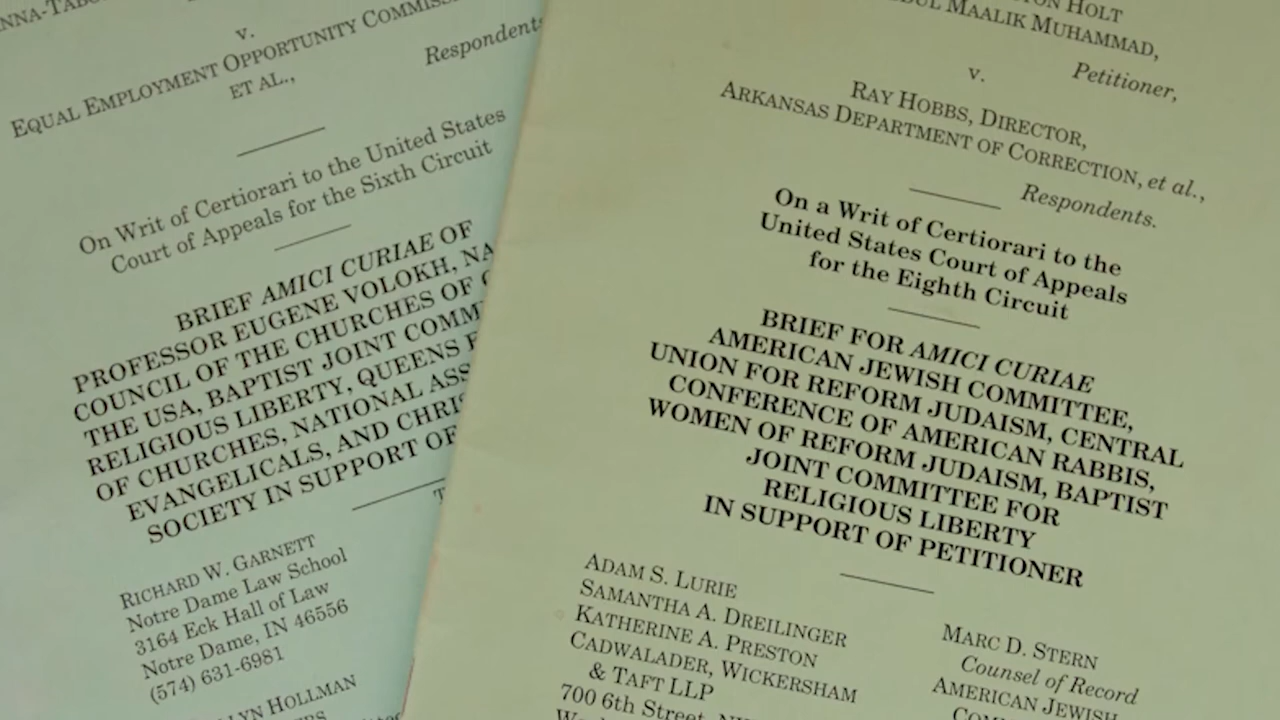 v.
EQUAL EMPLOYMENT OPPORTUNITY
ET AL.,
Respondents
On Writ of Certiorari to the United States
Court of Appeals for the Sixth Circuit
BRIEF AMICI CURIAE OF
PROFESSOR EUGENE VOLOKH,
COUNCIL OF THE CHURCHES OF
THE USA, BAPTIST JOINT
RELIGIOUS LIBERTY, QUEENS
OF CHURCHES, NATIONAL
EVANGELICALS, AND
SOCIETY IN SUPPORT OF
RICHARD W. GARNETT
Notre Dame Law School
3164 Eck Hall of Law
Notre Dame, IN 46556
(574) 631-6981
HOLLMAN
HOLT
MAALIK MUHAMMAD,
Petitioner,
v.
RAY HOBBS, DIRECTOR,
ARKANSAS DEPARTMENT OF CORRECTION, et al.,
Respondents.
On a Writ of Certiorari to the
United States Court of Appeals
for the Eighth Circuit
BRIEF FOR AMICI CURIAE
AMERICAN JEWISH COMMITTEE,
UNION FOR REFORM JUDAISM, CENTRAL
CONFERENCE OF AMERICAN RABBIS,
WOMEN OF REFORM JUDAISM, BAPTIST
JOINT COMMITTEE FOR
RELIGIOUS LIBERTY
IN SUPPORT OF PETITIONER
ADAM S. LURIE
SAMANTHA A. DREILINGER
KATHERINE A. PRESTON
CADWALADER, WICKERSHAM
& TAFT LLP
700 6th Street,
MARC D. STERN
Counsel of Record
AMERICAN JEWISH